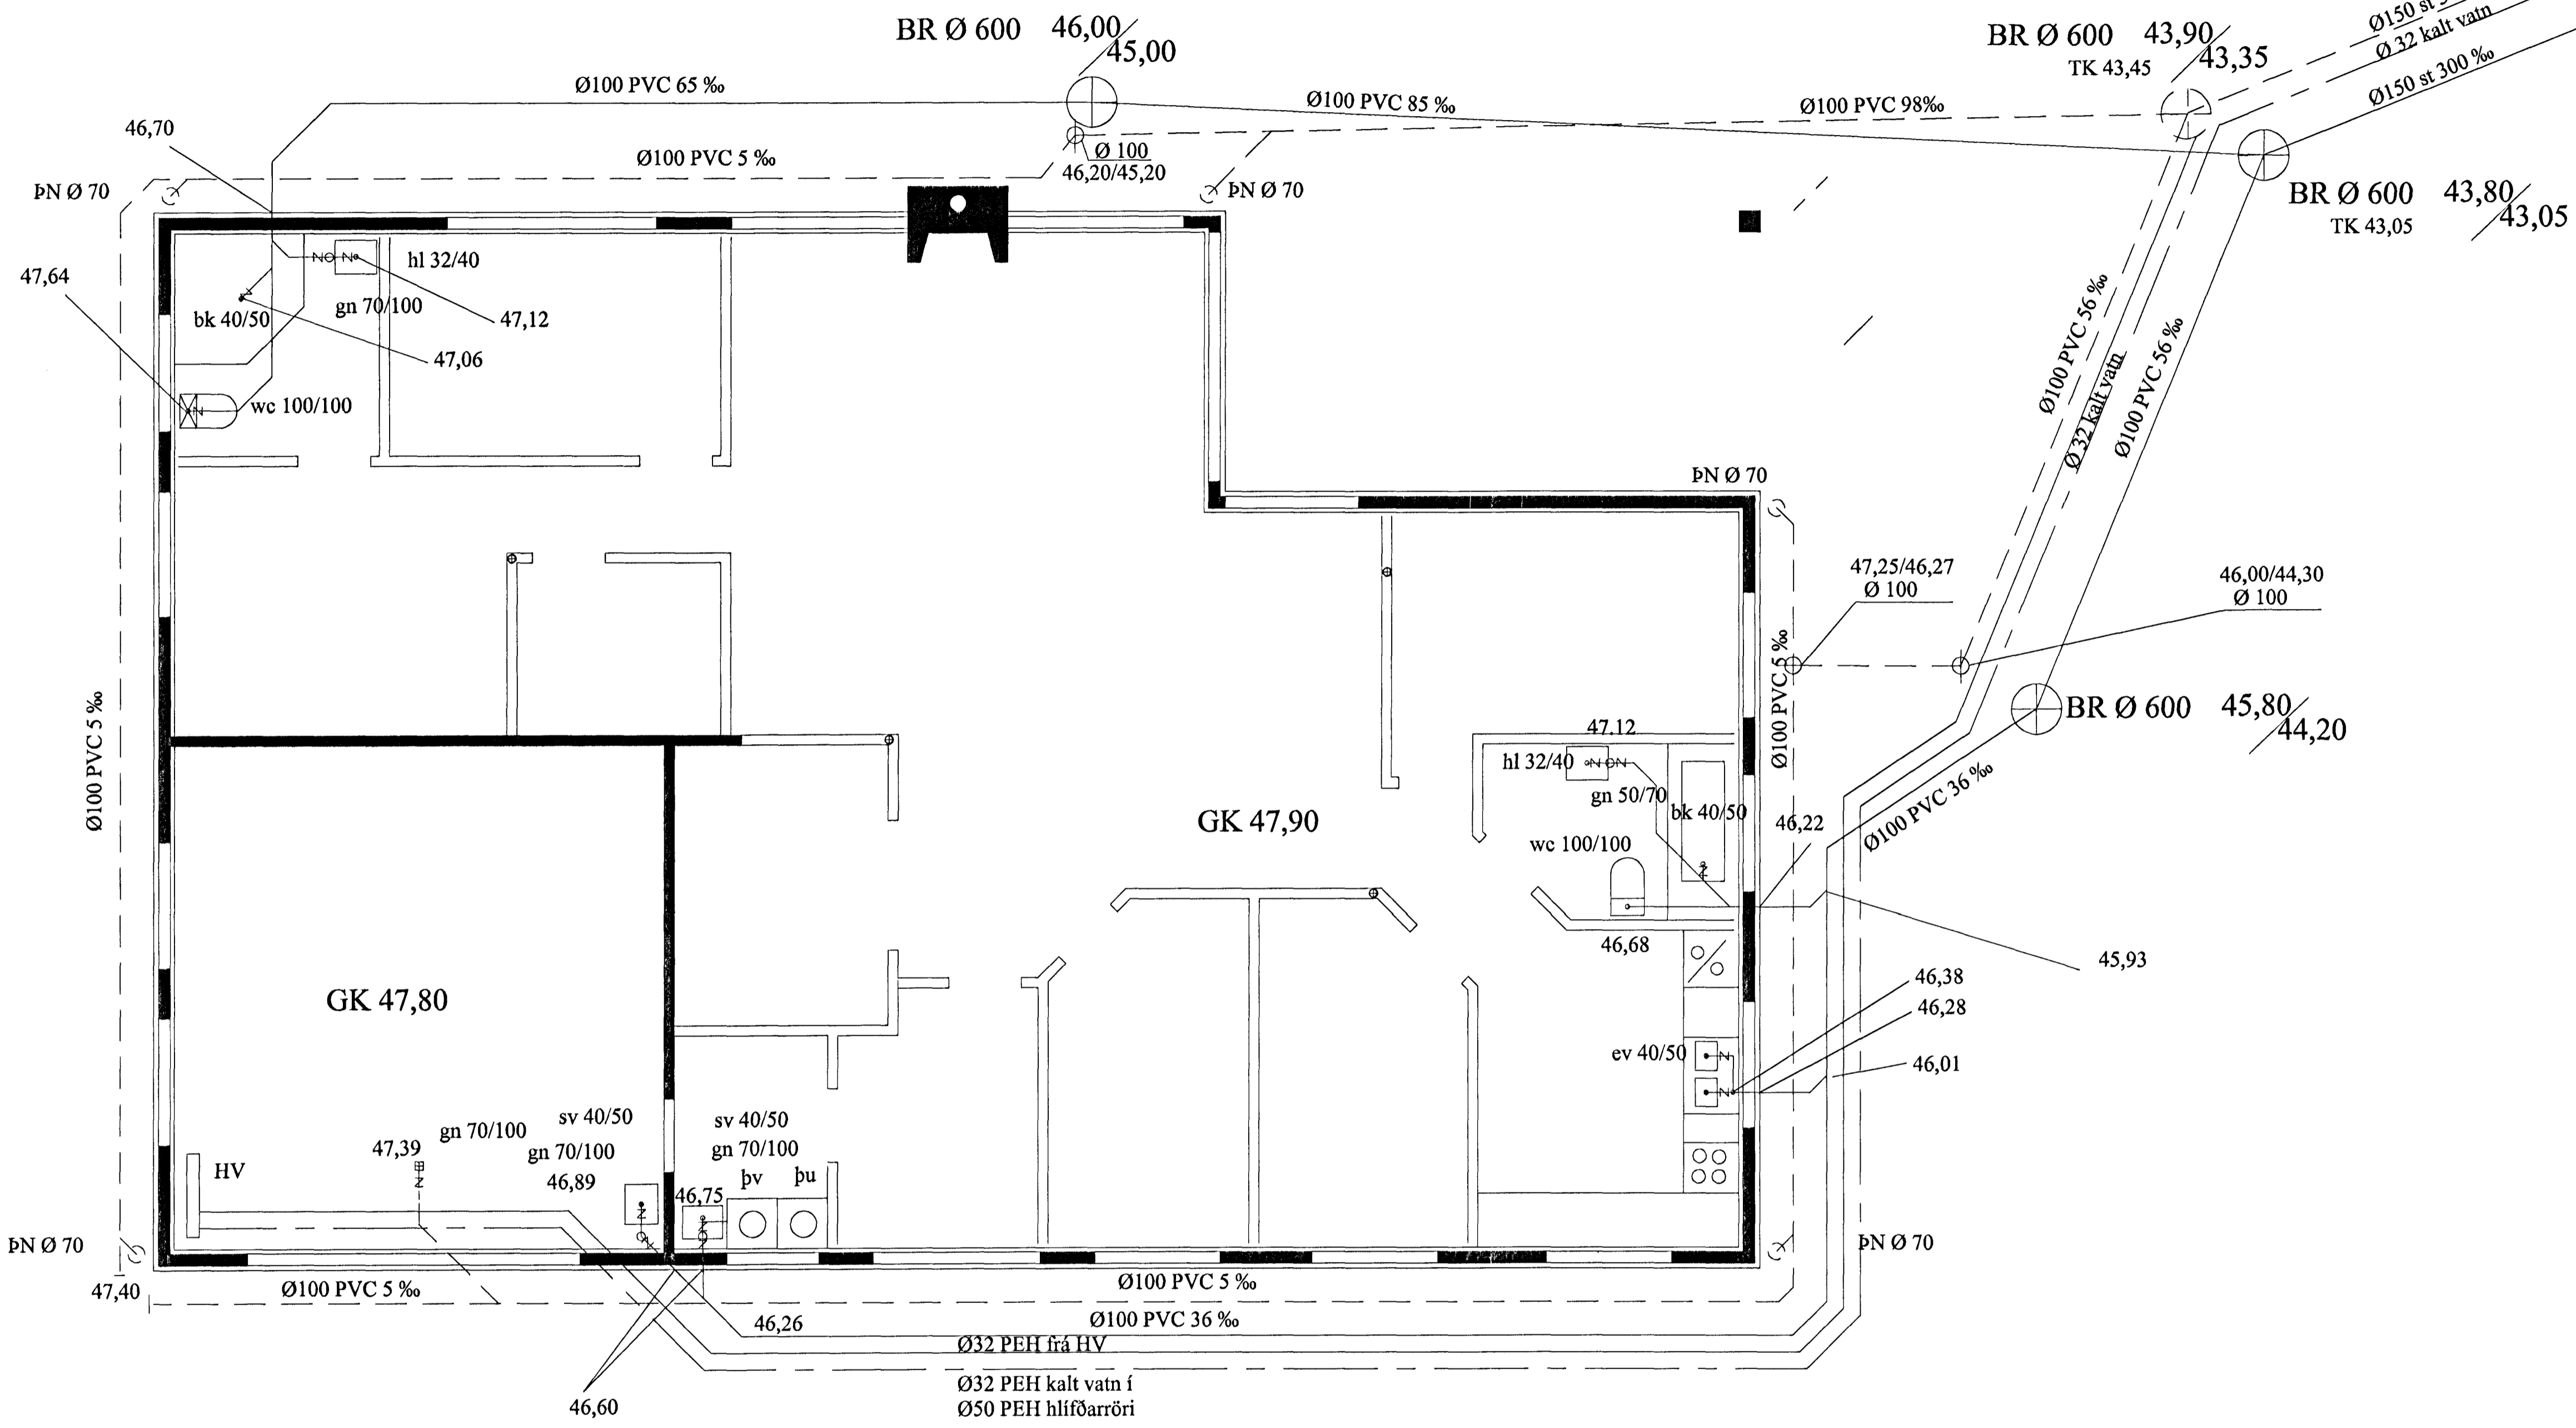 BR Ø 600 46,00/45,00
BR Ø 600 43,90/43,35
TK 43,45
Ø150 st
Ø 32 kalt vatn
Ø150 st 300 ‰
Ø100 PVC 65 ‰
Ø100 PVC 85 ‰
Ø100 PVC 98‰
46,70
Ø100 PVC 5 ‰
Ø 100
46,20/45,20
ÞN Ø 70
ÞN Ø 70
BR Ø 600 43,80/43,05
TK 43,05
47,64
hl 32/40
gn 70/100
bk 40/50
47,12
47,06
wc 100/100
Ø100 PVC 56 ‰
Ø 32 kalt vatn
Ø100 PVC 56 ‰
ÞN Ø 70
47,25/46,27
Ø 100
46,00/44,30
Ø 100
Ø100 PVC 5 ‰
Ø100 PVC 5 ‰
BR Ø 600 45,80/44,20
47,12
hl 32/40
gn 50/70
bk 40/50
GK 47,90
46,22
Ø100 PVC 36 ‰
wc 100/100
46,68
45,93
GK 47,80
46,38
46,28
ev 40/50
46,01
sv 40/50
gn 70/100
gn 70/100
47,39
46,89
sv 40/50
gn 70/100
þv
þu
HV
46,75
ÞN Ø 70
ÞN Ø 70
47,40
Ø100 PVC 5 ‰
Ø100 PVC 5 ‰
46,26
Ø100 PVC 36 ‰
Ø32 PEH frá HV
46,60
Ø32 PEH kalt vatn í
Ø50 PEH hlífðarröri